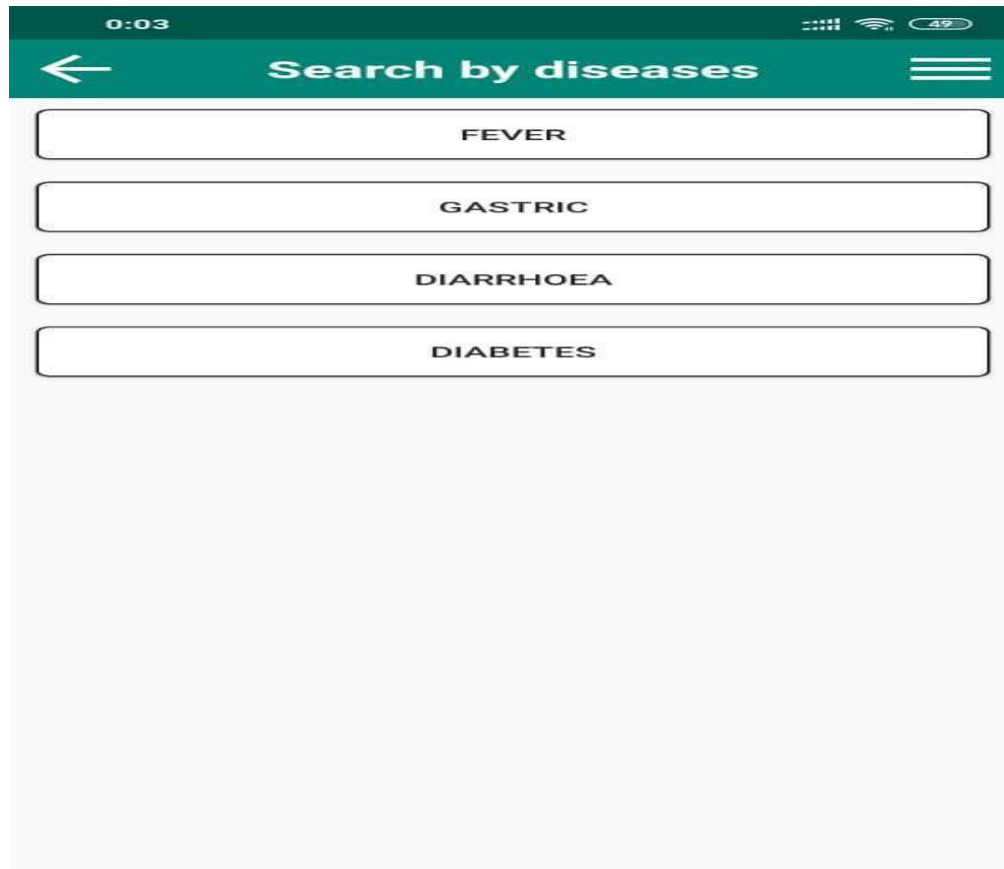 0:03 49
Search by diseases
FEVER
GASTRIC
DIARRHOEA
DIABETES